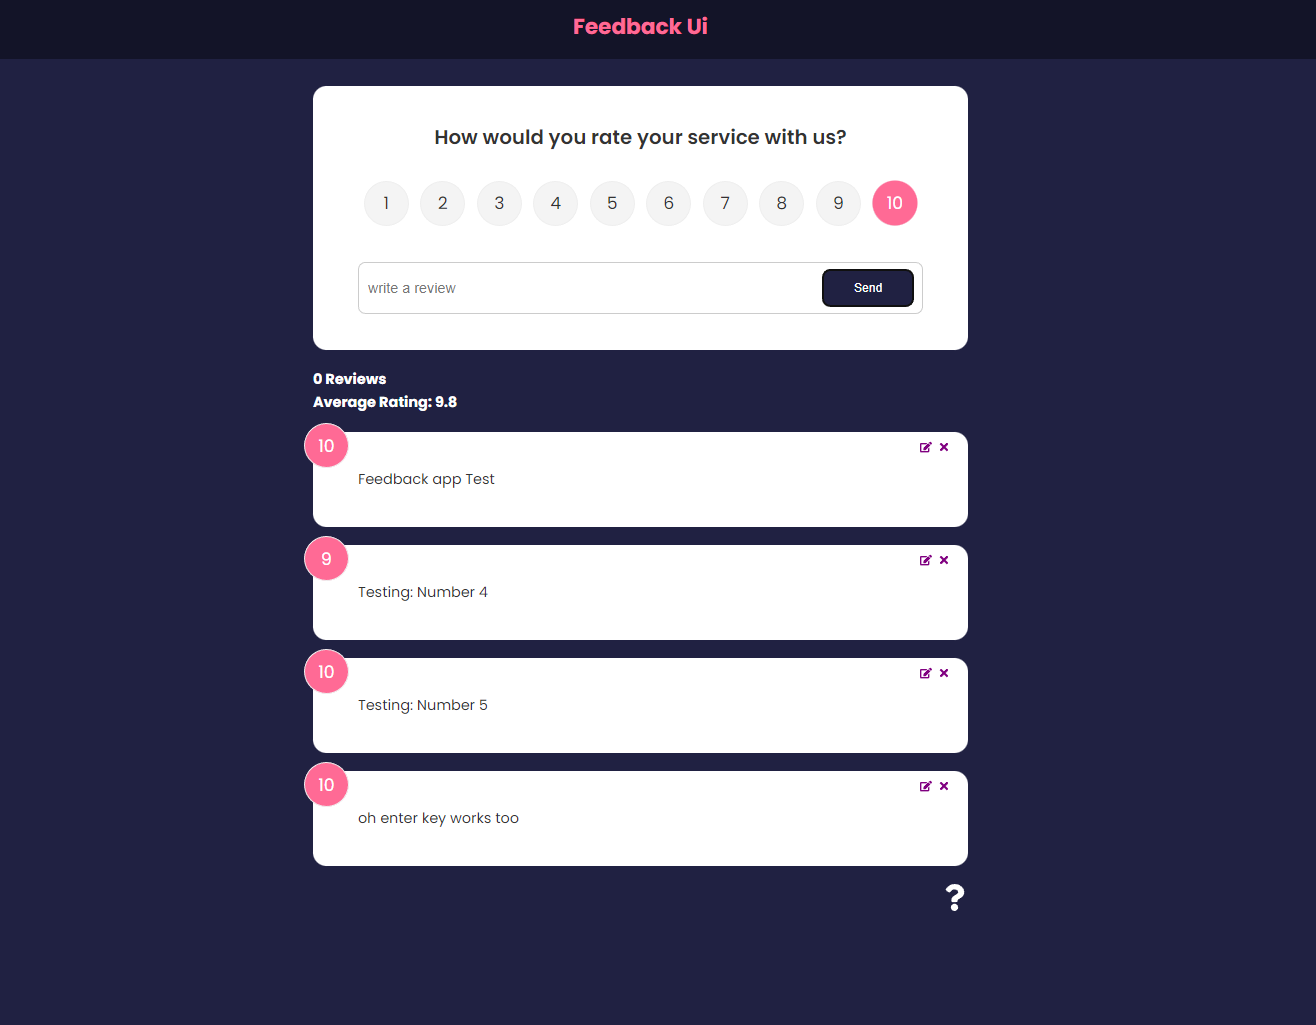 Feedback Ui
How would you rate your service with us?
1 2 3 4 5 6 7 8 9 10
write a review
Send
0 Reviews
Average Rating: 9.8
10
Feedback app Test
9
Testing: Number 4
10
Testing: Number 5
10
oh enter key works too
?